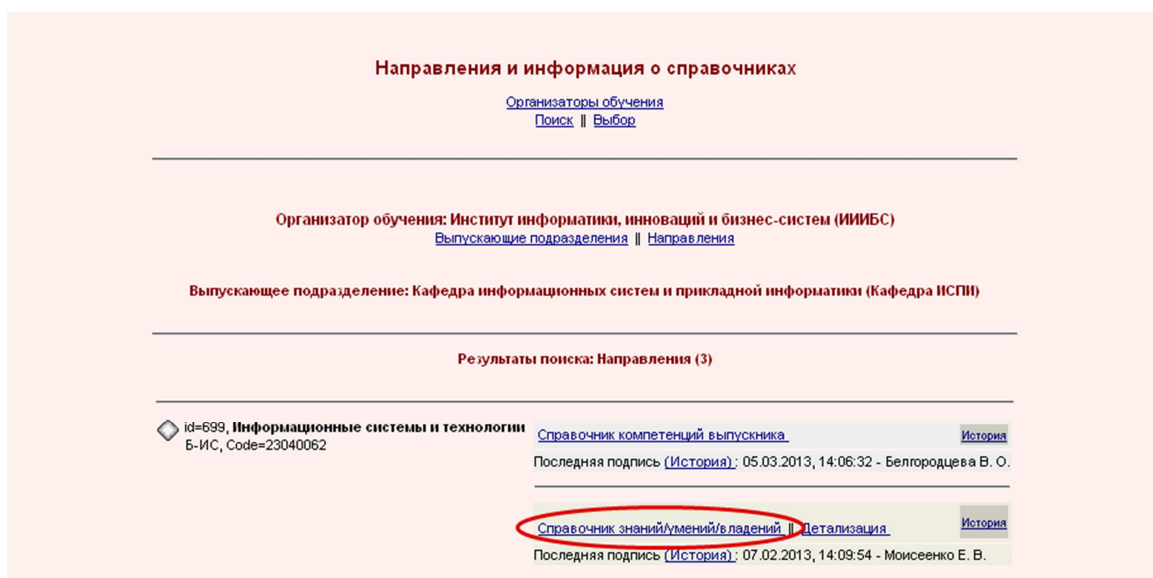 Направления и информация о справочниках
Организаторы обучения
Поиск || Выбор
Организатор обучения: Институт информатики, инноваций и бизнес-систем (ИИИБС)
Выпускающие подразделения || Направления
Выпускающее подразделение: Кафедра информационных систем и прикладной информатики (Кафедра ИСПИ)
Результаты поиска: Направления (3)
id=699, Информационные системы и технологии
Б-ИС, Code=23040062
Справочник компетенций выпускника История
Последняя подпись (История) : 05.03.2013, 14:06:32 - Белгородцева В. О.
Справочник знаний/умений/владений || Детализация История
Последняя подпись (История) : 07.02.2013, 14:09:54 - Моисеенко Е. В.